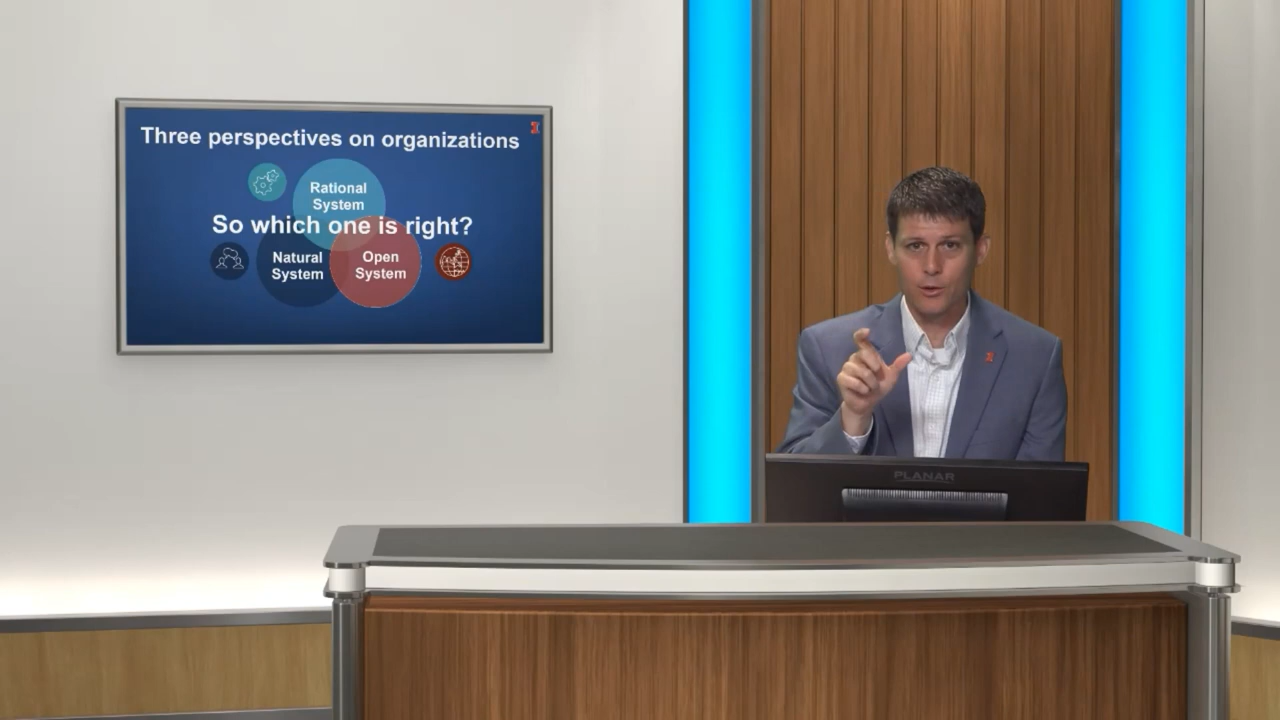 Three perspectives on organizations
Rational
System
So which one is right?
Natural
System
Open
System
PLANAR